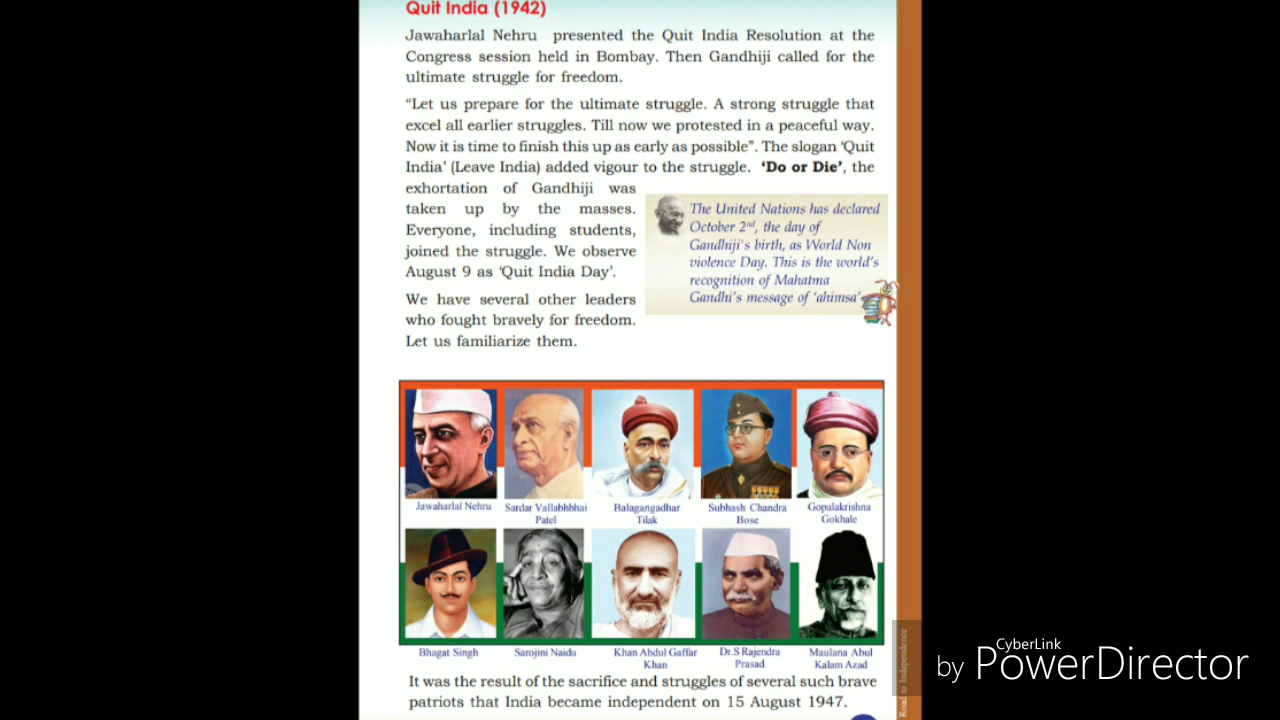 Quit India (1942)
Jawaharlal Nehru presented the Quit India Resolution at the
Congress session held in Bombay. Then Gandhiji called for the
ultimate struggle for freedom.
“Let us prepare for the ultimate struggle. A strong struggle that
excel all earlier struggles. Till now we protested in a peaceful way.
Now it is time to finish this up as early as possible”. The slogan ‘Quit
India’ (Leave India) added vigour to the struggle. ‘Do or Die’, the
exhortation of Gandhiji was
taken up by the masses.
Everyone, including students,
joined the struggle. We observe
August 9 as ‘Quit India Day’.
The United Nations has declared
October 2nd, the day of
Gandhiji's birth, as World Non
violence Day. This is the world's
recognition of Mahatma
Gandhi's message of ‘ahimsa’
We have several other leaders
who fought bravely for freedom.
Let us familiarize them.
Jawaharlal Nehru
Sardar Vallabhbhai
Patel
Balagangadhar
Tilak
Subhash Chandra
Bose
Gopalakrishna
Gokhale
Bhagat Singh
Sarojini Naidu
Khan Abdul Gaffar
Khan
Dr.S Rajendra
Prasad
Maulana Abul
Kalam Azad
It was the result of the sacrifice and struggles of several such brave
patriots that India became independent on 15 August 1947.
Road to Independence
by CyberLink
PowerDirector